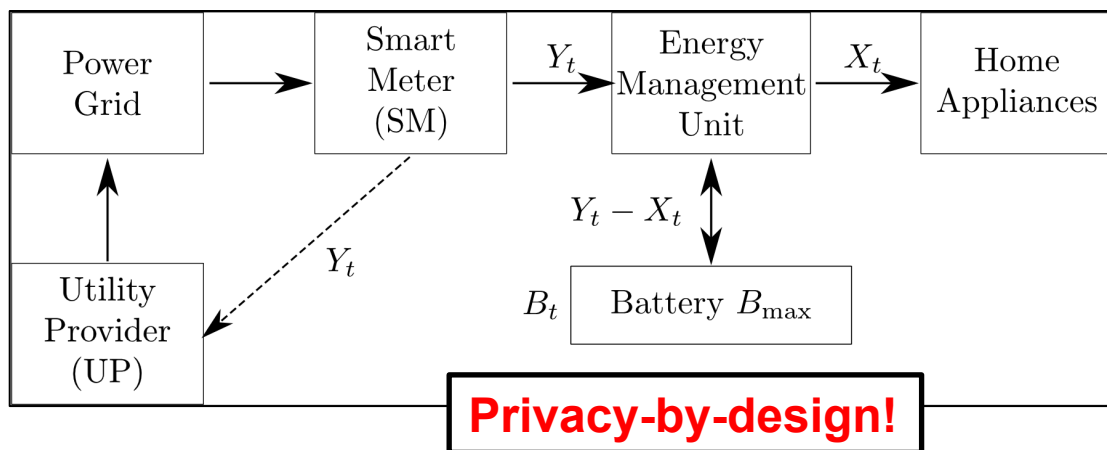 Power
Grid
Smart
Meter
(SM)
Y_t
Energy
Management
Unit
X_t
Home
Appliances
Y_t − X_t
Y_t
Utility
Provider
(UP)
B_t
Battery B_max
Privacy-by-design!